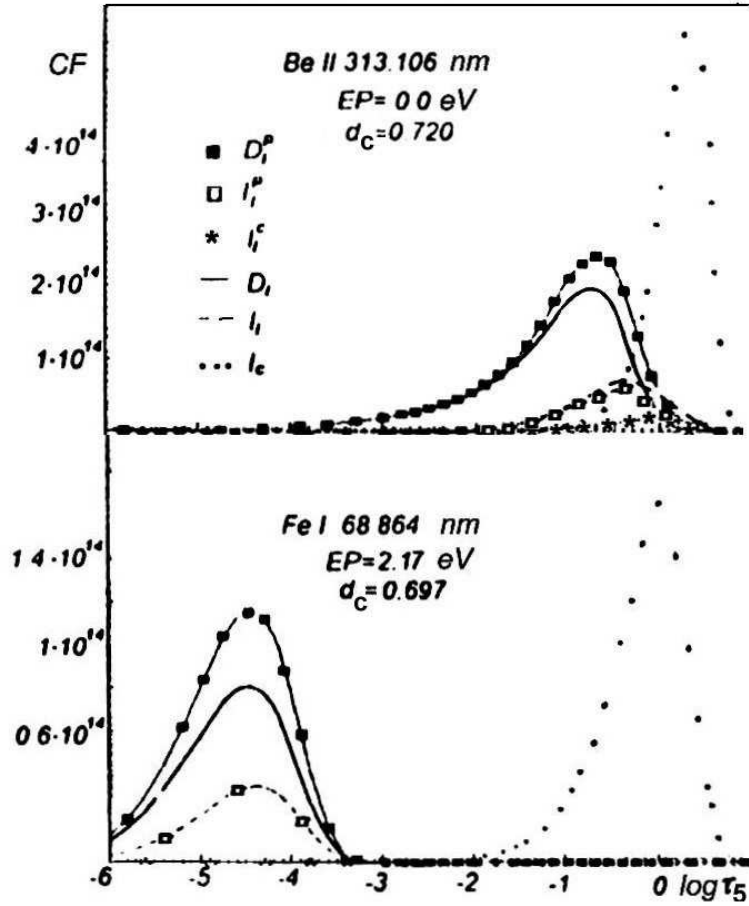 CF
Be II 313.106 nm
EP= 0 0 eV
d_c=0 720
4·10^14
3·10^14
2·10^14
1·10^14
D_l^p
I_l^p
I_l^c
D_l
I_l
I_c
Fe I 68 864 nm
EP=2.17 eV
d_c=0.697
1 4·10^14
1·10^14
0 6·10^14
-6 -5 -4 -3 -2 -1 0 log τ_5